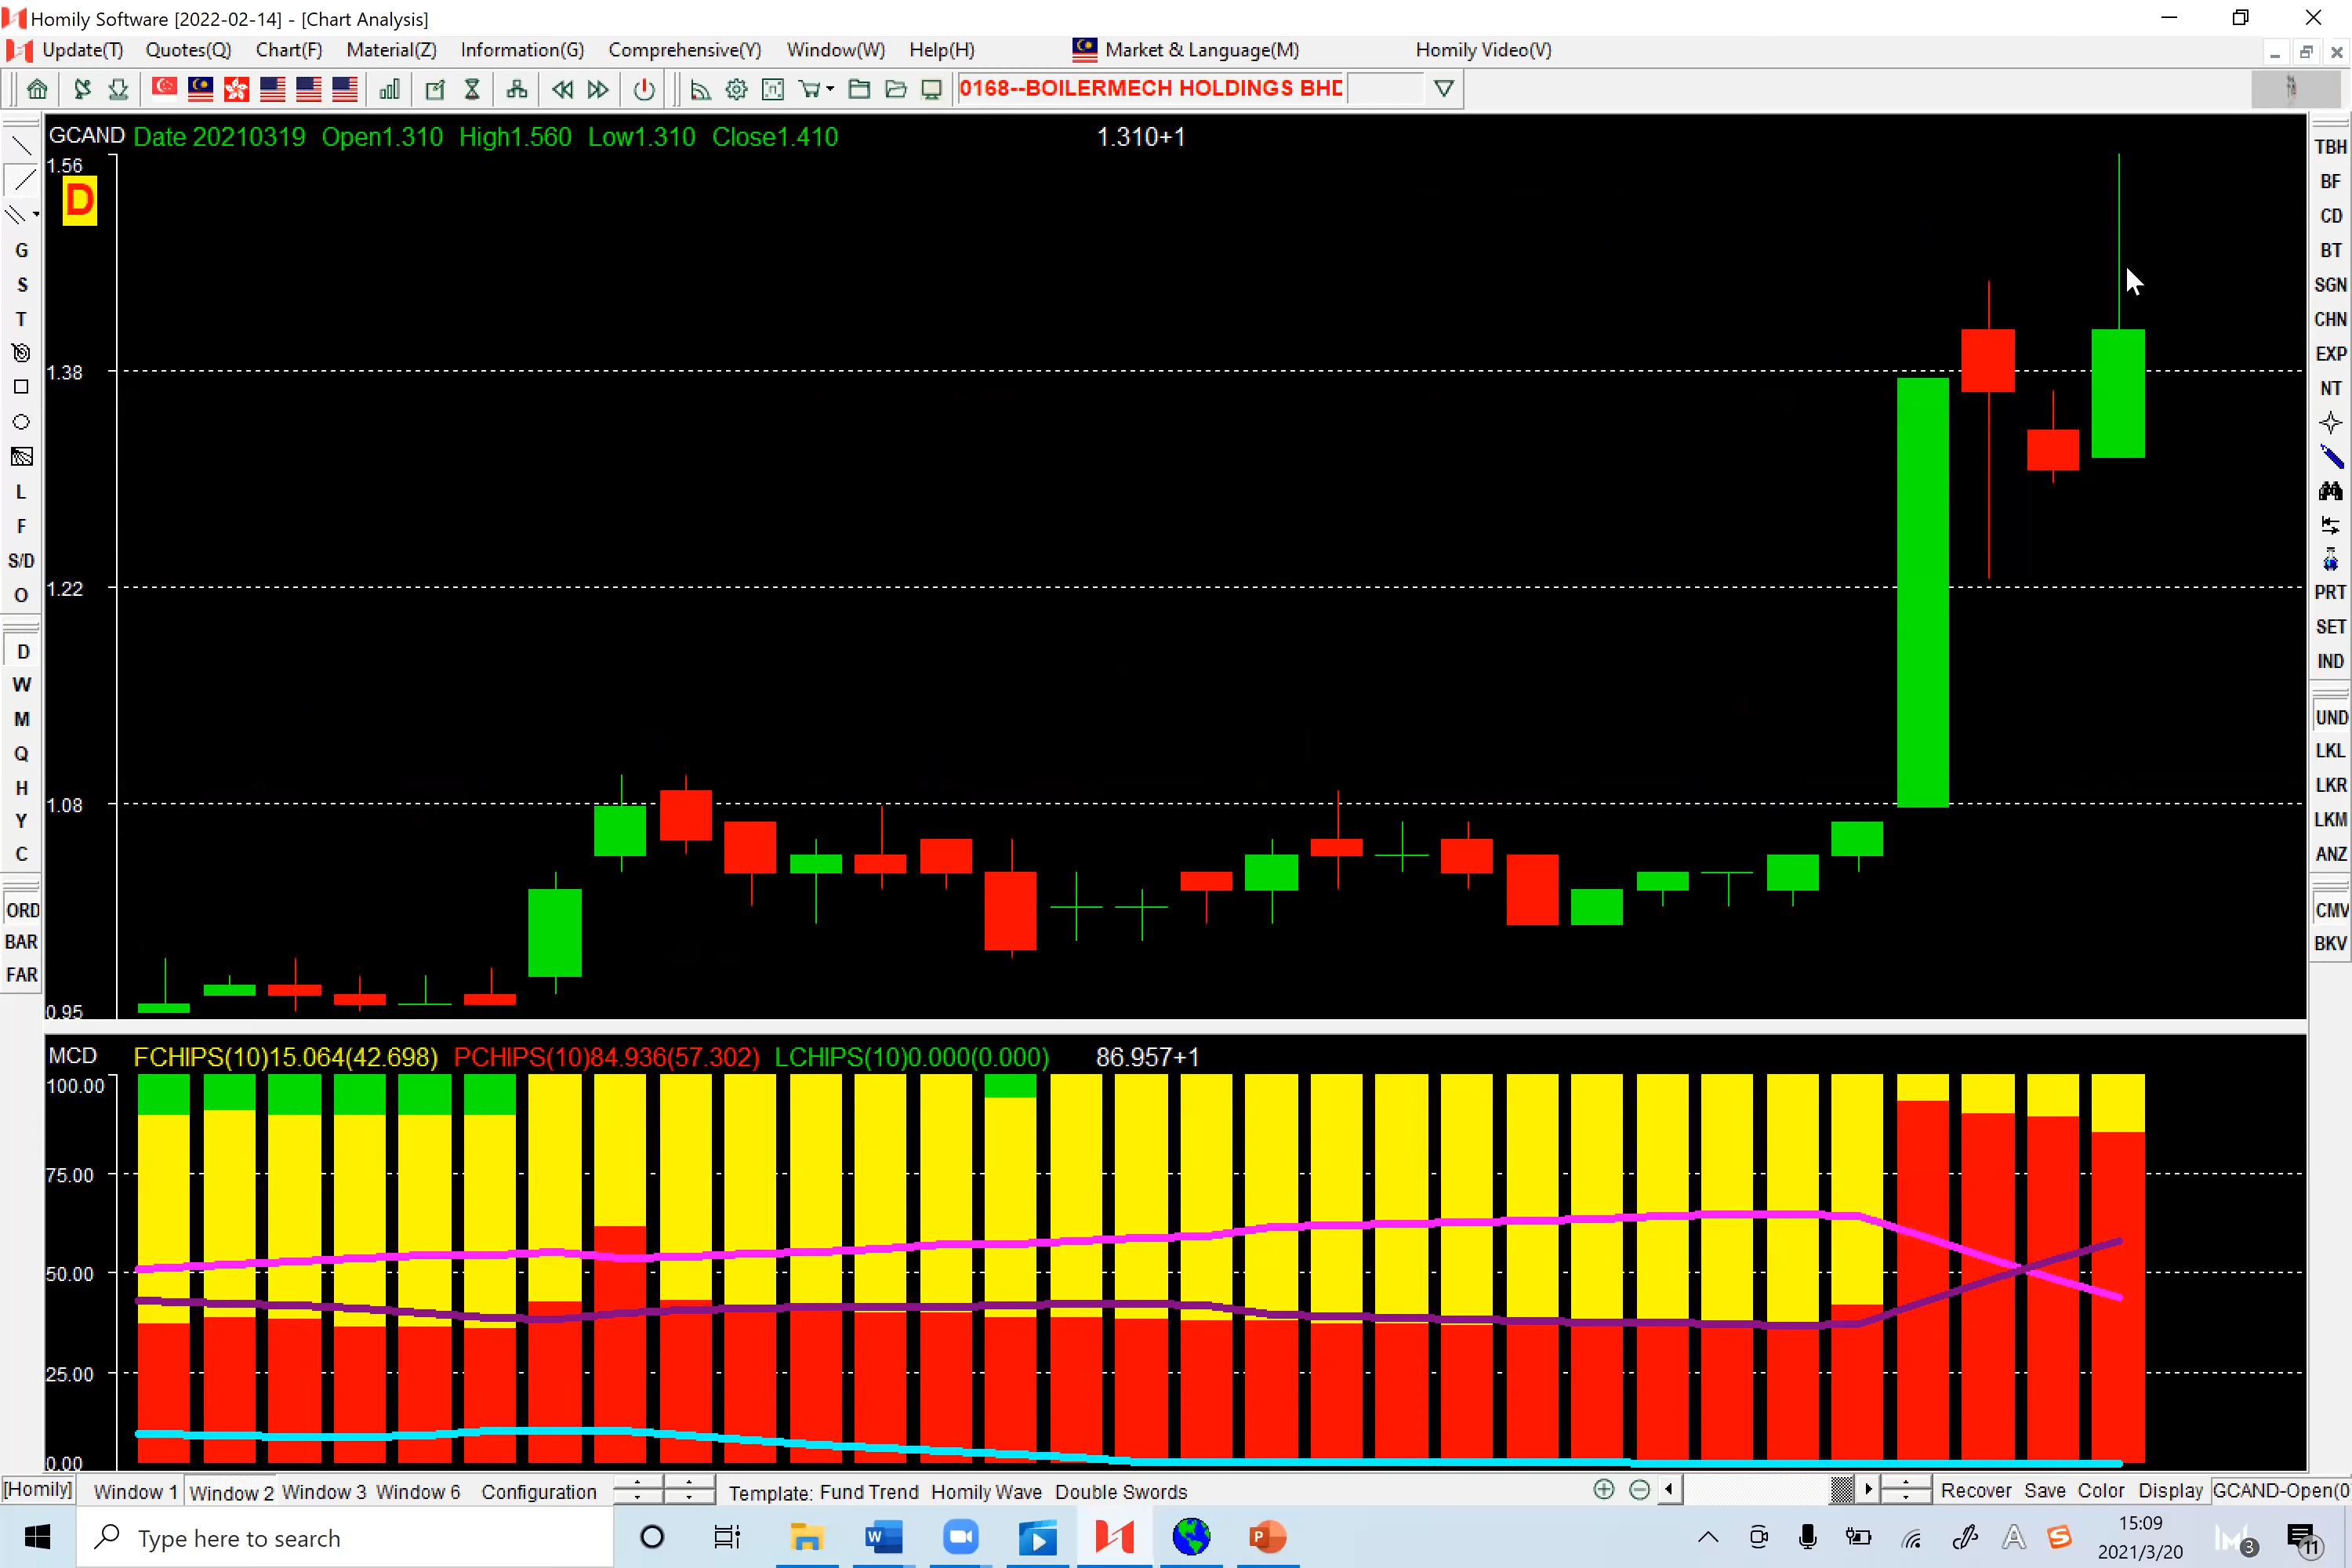 Homily Software [2022-02-14] - [Chart Analysis]
Update(T) Quotes(Q) Chart(F) Material(Z) Information(G) Comprehensive(Y) Window(W) Help(H) Market & Language(M) Homily Video(V)
0168--BOILERMECH HOLDINGS BHD
GCAND Date 20210319 Open1.310 High1.560 Low1.310 Close1.410 1.310+1
1.56
D
1.38
1.22
1.08
0.95
MCD FCHIPS(10)15.064(42.698) PCHIPS(10)84.936(57.302) LCHIPS(10)0.000(0.000) 86.957+1
100.00
75.00
50.00
25.00
0.00
G
S
T
L
F
S/D
O
D
W
M
Q
H
Y
C
ORD
BAR
FAR
TBH
BF
CD
BT
SGN
CHN
EXP
NT
PRT
SET
IND
UND
LKL
LKR
LKM
ANZ
CMV
BKV
[Homily] Window 1 Window 2 Window 3 Window 6 Configuration Template: Fund Trend Homily Wave Double Swords Recover Save Color Display GCAND-Open(0
Type here to search
15:09
2021/3/20
3
11